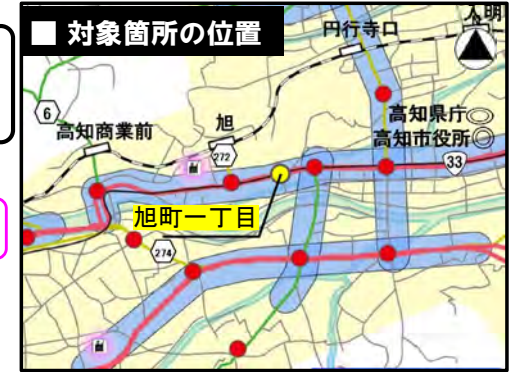 ■ 対象箇所の位置
円行寺口
6
高知商業前
旭
272
高知県庁
高知市役所
33
旭町一丁目
274